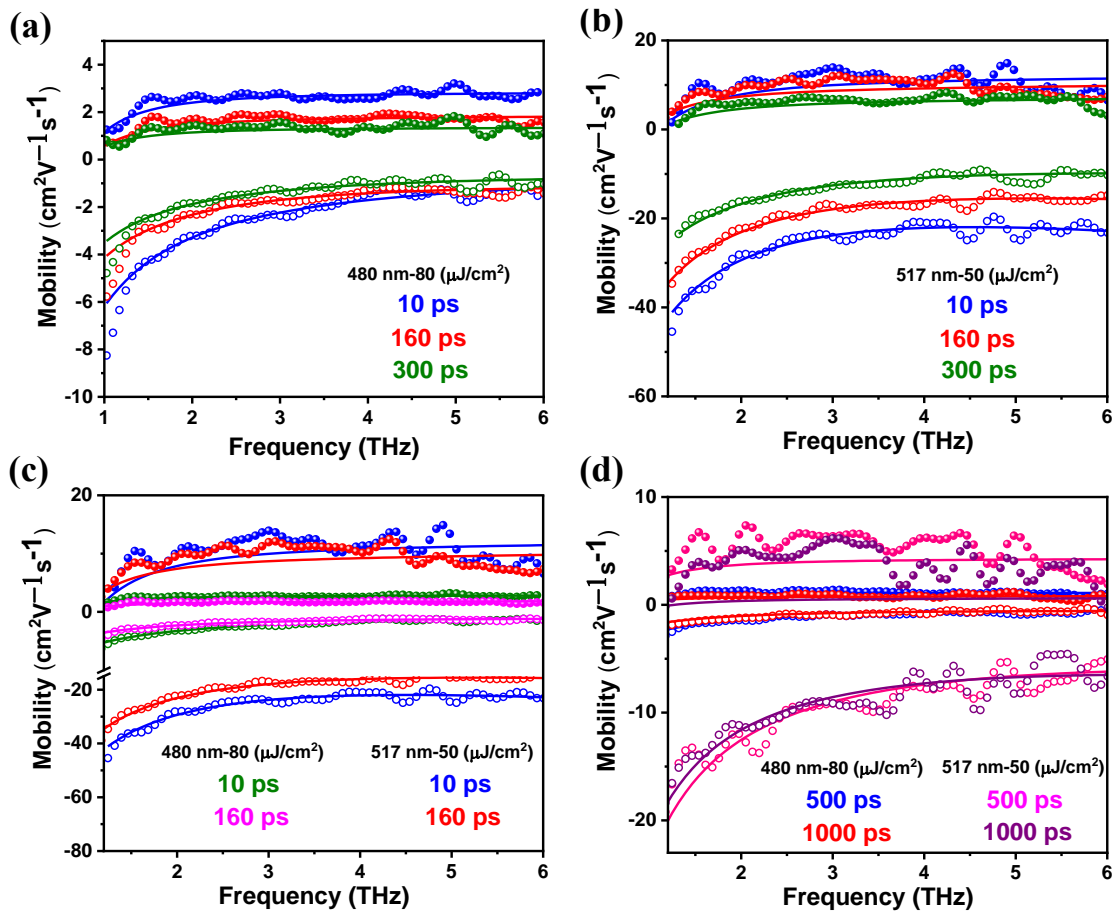 (a)
Mobility (cm²V⁻¹s⁻¹)
4
2
0
-2
-4
-6
-8
-10
480 nm-80 (μJ/cm²)
10 ps
160 ps
300 ps
1 2 3 4 5 6
Frequency (THz)
(b)
Mobility (cm²V⁻¹s⁻¹)
20
0
-20
-40
-60
517 nm-50 (μJ/cm²)
10 ps
160 ps
300 ps
2 3 4 5 6
Frequency (THz)
(c)
Mobility (cm²V⁻¹s⁻¹)
20
10
0
-20
-40
-60
-80
480 nm-80 (μJ/cm²) 517 nm-50 (μJ/cm²)
10 ps 10 ps
160 ps 160 ps
2 3 4 5 6
Frequency (THz)
(d)
Mobility (cm²V⁻¹s⁻¹)
10
0
-10
-20
480 nm-80 (μJ/cm²) 517 nm-50 (μJ/cm²)
500 ps 500 ps
1000 ps 1000 ps
2 3 4 5 6
Frequency (THz)